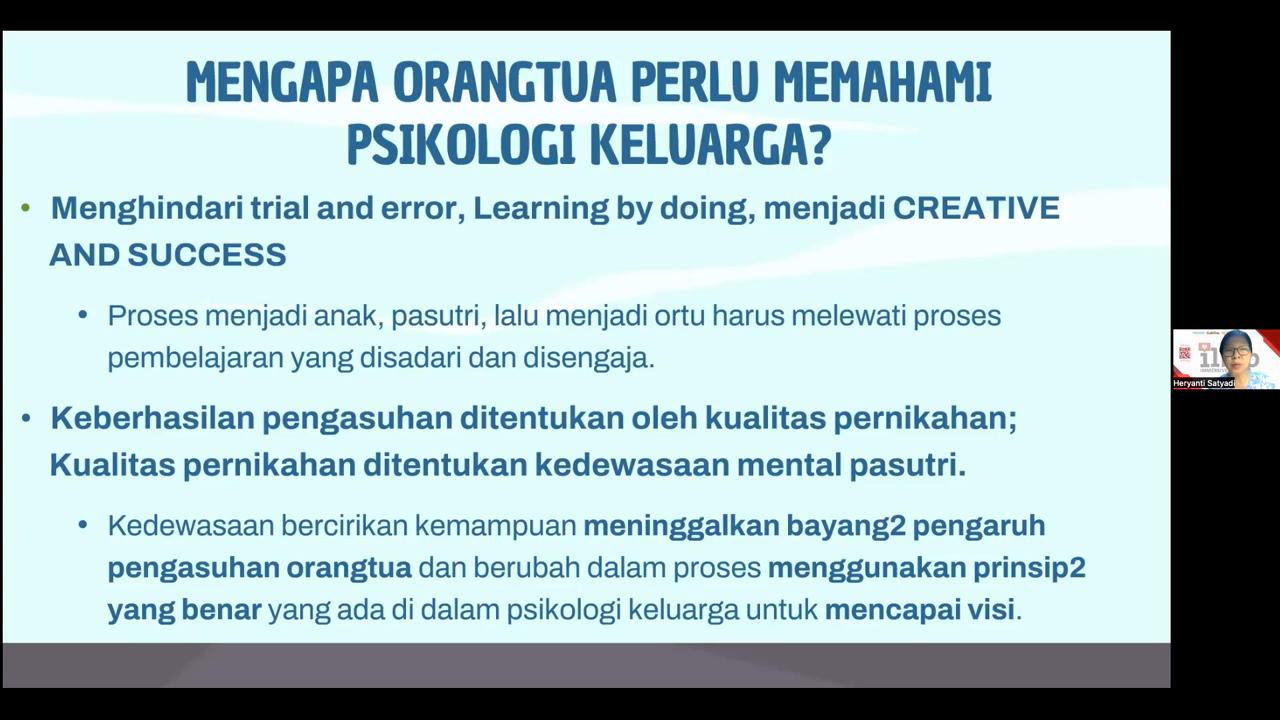 MENGAPA ORANGTUA PERLU MEMAHAMI
PSIKOLOGI KELUARGA?
• Menghindari trial and error, Learning by doing, menjadi CREATIVE
AND SUCCESS
• Proses menjadi anak, pasutri, lalu menjadi ortu harus melewati proses
pembelajaran yang disadari dan disengaja.
• Keberhasilan pengasuhan ditentukan oleh kualitas pernikahan;
Kualitas pernikahan ditentukan kedewasaan mental pasutri.
• Kedewasaan bercirikan kemampuan meninggalkan bayang2 pengaruh
pengasuhan orangtua dan berubah dalam proses menggunakan prinsip2
yang benar yang ada di dalam psikologi keluarga untuk mencapai visi.
Heryanti Satyadi